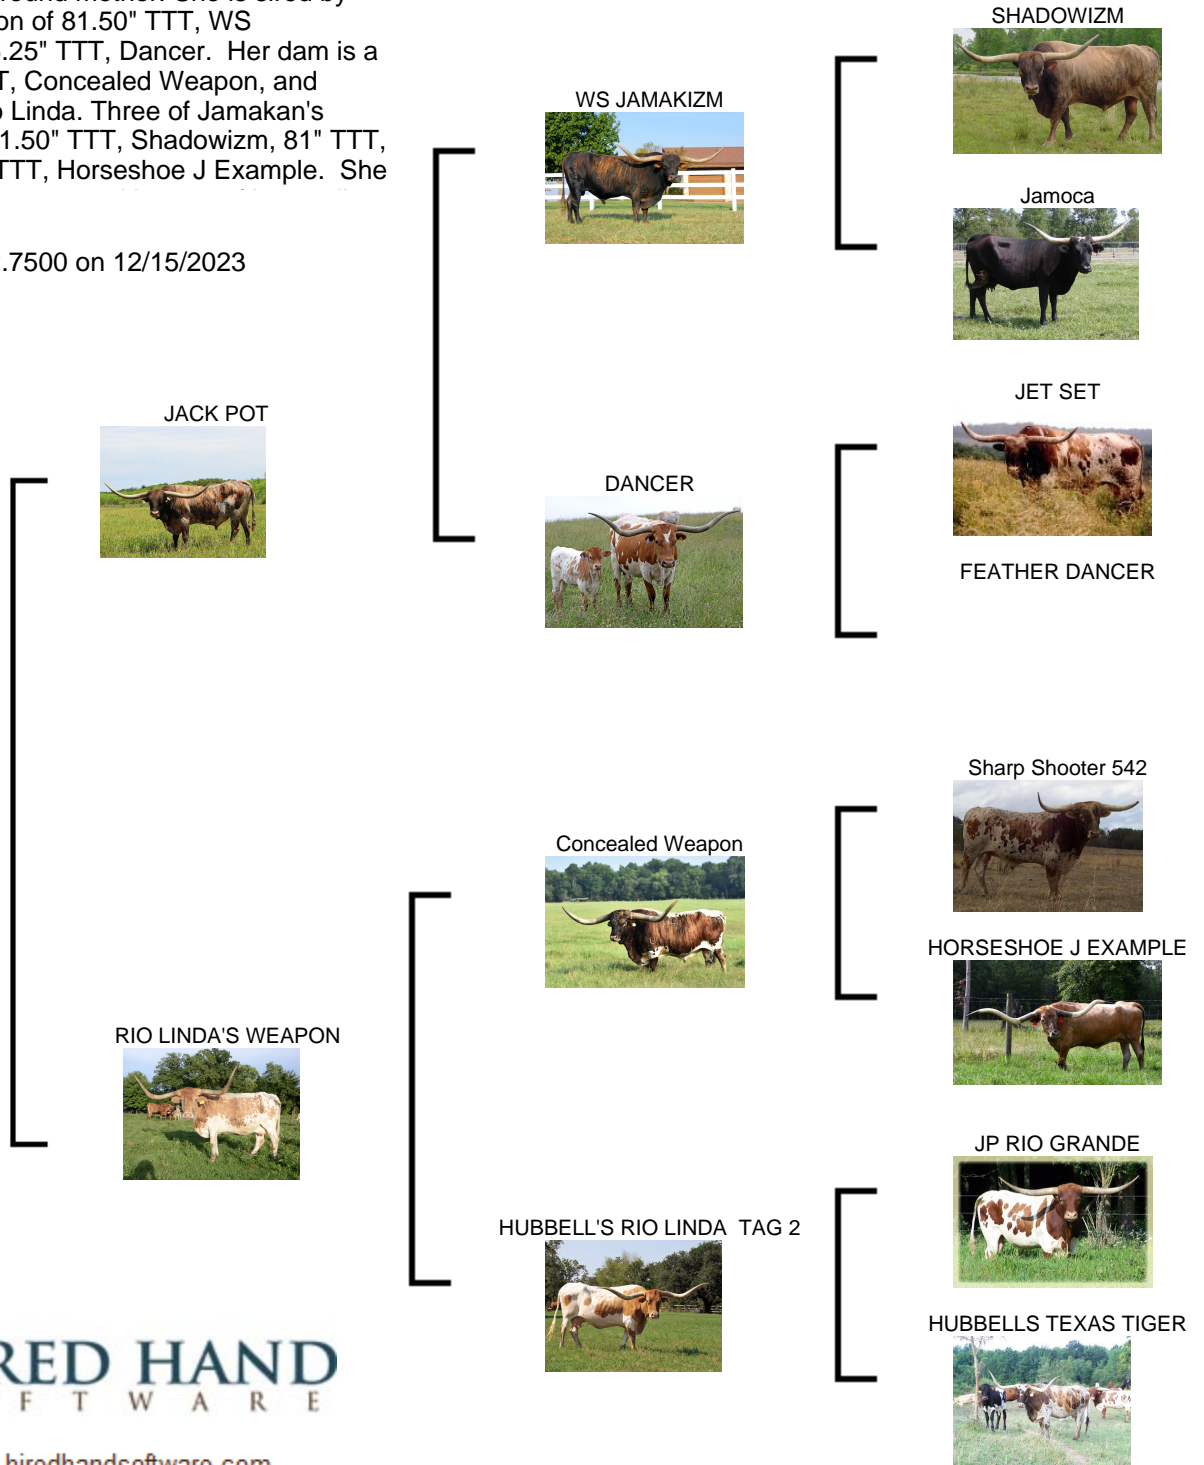 on of 81.50" TTT, WS
.25" TTT, Dancer.  Her dam is a
T, Concealed Weapon, and
o Linda. Three of Jamakan's
1.50" TTT, Shadowizm, 81" TTT,
TTT, Horseshoe J Example.  She
.7500 on 12/15/2023
SHADOWIZM
WS JAMAKIZM
Jamoca
JACK POT
JET SET
DANCER
FEATHER DANCER
Sharp Shooter 542
Concealed Weapon
HORSESHOE J EXAMPLE
RIO LINDA'S WEAPON
JP RIO GRANDE
HUBBELL'S RIO LINDA  TAG 2
HUBBELLS TEXAS TIGER
RED HAND
F T W A R E
hiredhandsoftware.com